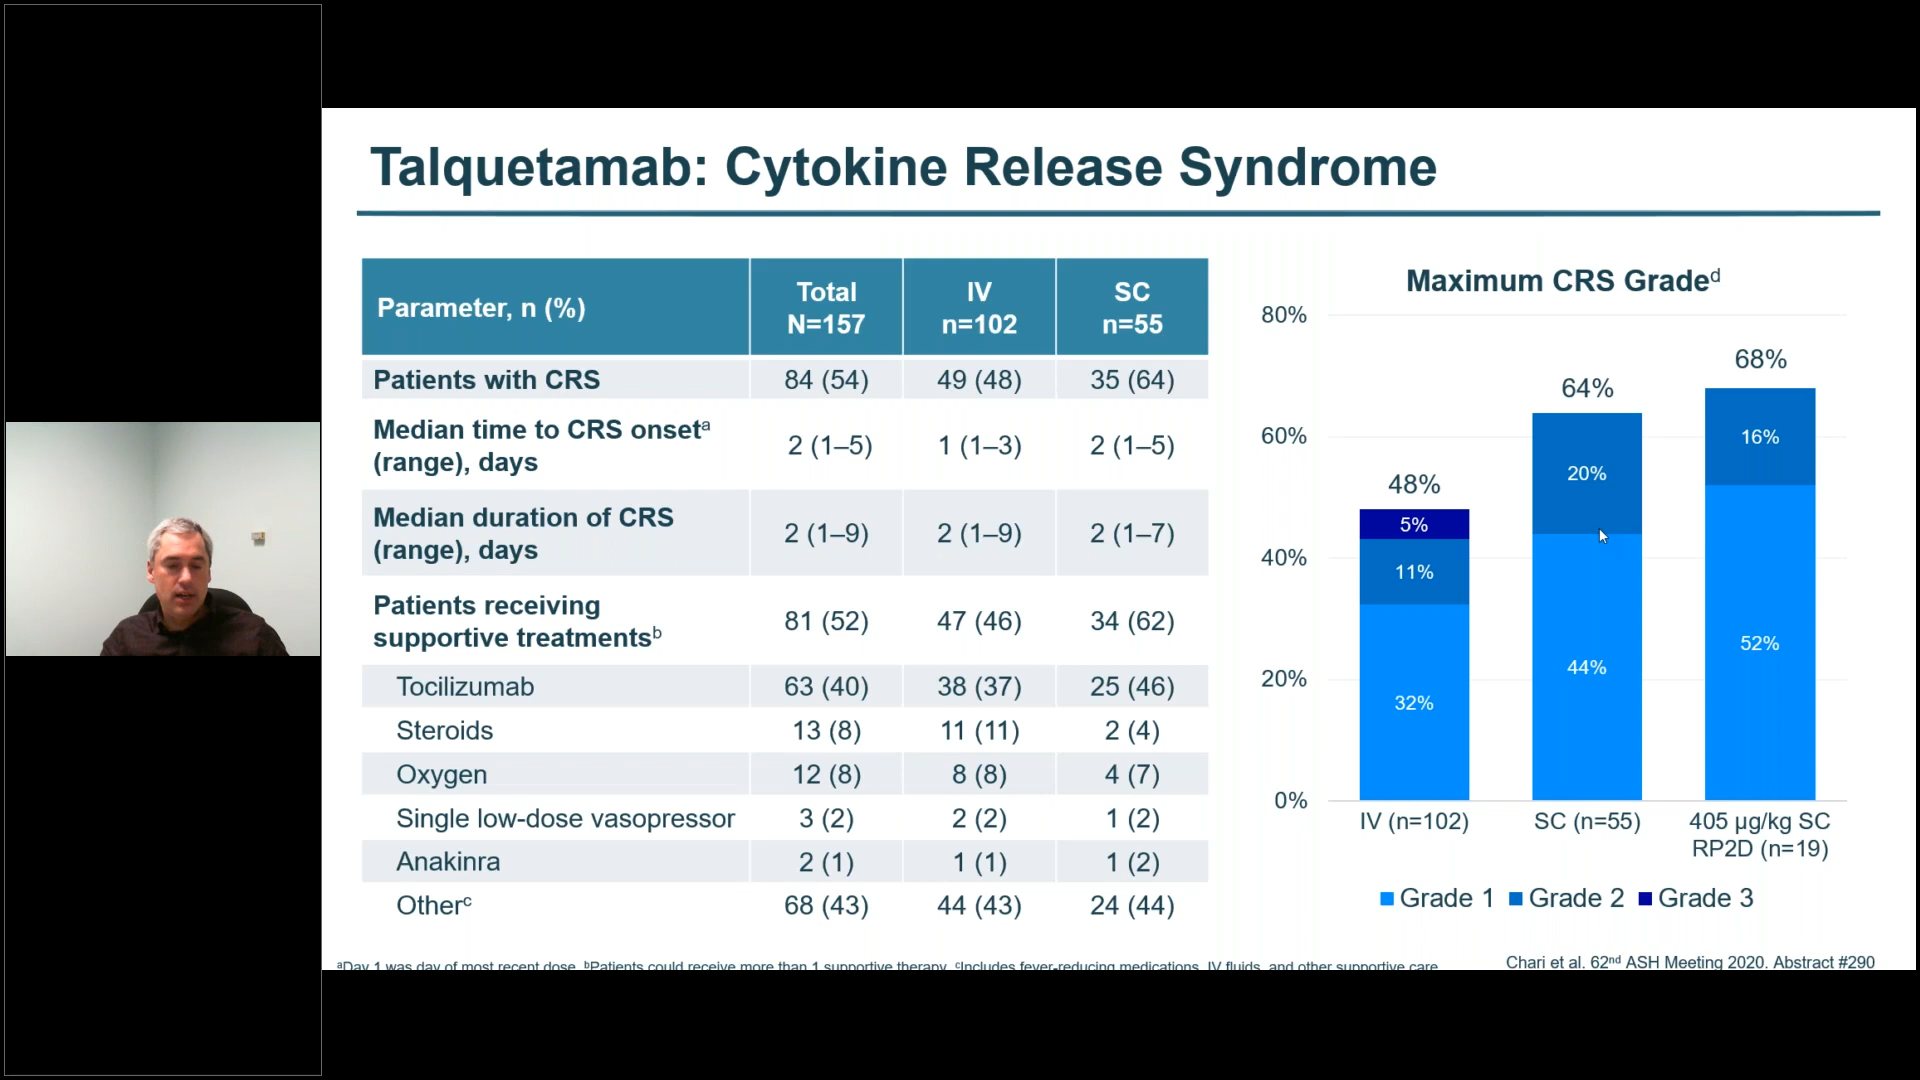 Talquetamab: Cytokine Release Syndrome
Parameter, n (%)
Total
N=157
IV
n=102
SC
n=55
Patients with CRS 84 (54) 49 (48) 35 (64)
Median time to CRS onsetᵃ
(range), days
2 (1–5) 1 (1–3) 2 (1–5)
Median duration of CRS
(range), days
2 (1–9) 2 (1–9) 2 (1–7)
Patients receiving
supportive treatmentsᵇ
81 (52) 47 (46) 34 (62)
Tocilizumab 63 (40) 38 (37) 25 (46)
Steroids 13 (8) 11 (11) 2 (4)
Oxygen 12 (8) 8 (8) 4 (7)
Single low-dose vasopressor 3 (2) 2 (2) 1 (2)
Anakinra 2 (1) 1 (1) 1 (2)
Otherᶜ 68 (43) 44 (43) 24 (44)
Maximum CRS Gradeᵈ
80%
60%
40%
20%
0%
48%
5%
11%
32%
64%
20%
44%
68%
16%
52%
IV (n=102)
SC (n=55)
405 µg/kg SC
RP2D (n=19)
Grade 1 Grade 2 Grade 3
ᵃDay 1 was day of most recent dose. ᵇPatients could receive more than 1 supportive therapy. ᶜIncludes fever-reducing medications, IV fluids, and other supportive care
Chari et al. 62ⁿᵈ ASH Meeting 2020. Abstract #290